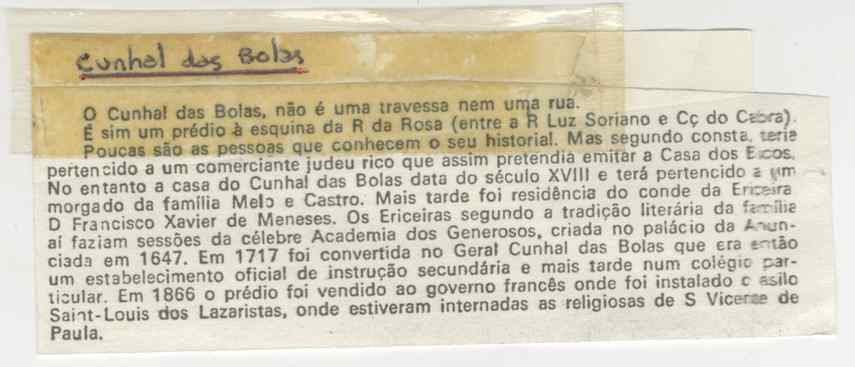 Cunhal das Bolas
O Cunhal das Bolas, não é uma travessa nem uma rua.
É sim um prédio à esquina da R da Rosa (entre a R Luz Soriano e Cç do Cabra).
Poucas são as pessoas que conhecem o seu historial. Mas segundo consta, teria
pertencido a um comerciante judeu rico que assim pretendia emitar a Casa dos Bicos.
No entanto a casa do Cunhal das Bolas data do século XVIII e terá pertencido a um
morgado da família Melo e Castro. Mais tarde foi residência do conde da Ericeira
D Francisco Xavier de Meneses. Os Ericeiras segundo a tradição literária da família
aí faziam sessões da célebre Academia dos Generosos, criada no palácio da Anun-
ciada em 1647. Em 1717 foi convertida no Geral Cunhal das Bolas que era então
um estabelecimento oficial de instrução secundária e mais tarde num colégio par-
ticular. Em 1866 o prédio foi vendido ao governo francês onde foi instalado o asilo
Saint-Louis dos Lazaristas, onde estiveram internadas as religiosas de S Vicente de
Paula.